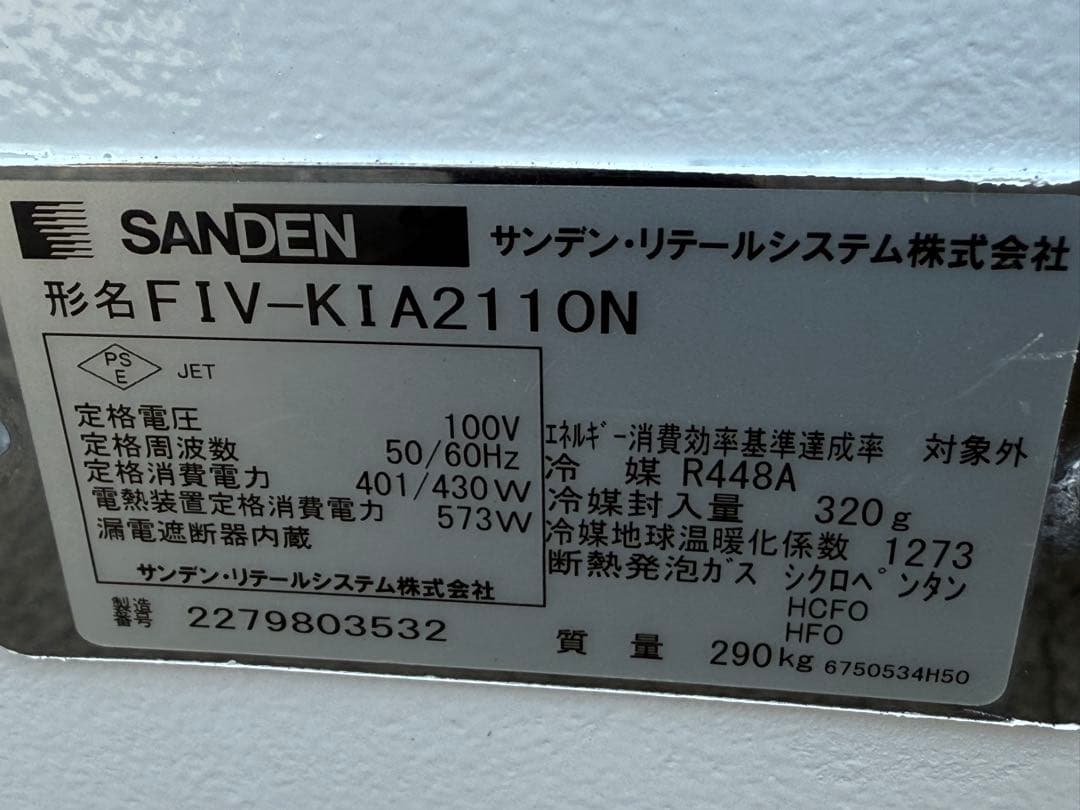 SANDEN サンデン・リテールシステム株式会社
形名 FIV-KIA2110N
PSE JET
定格電圧 100V
定格周波数 50/60Hz
定格消費電力 401/430W
電熱装置定格消費電力 573W
漏電遮断器内蔵
サンデン・リテールシステム株式会社
エネルギー消費効率基準達成率 対象外
冷媒 R448A
冷媒封入量 320g
冷媒地球温暖化係数 1273
断熱発泡ガス シクロペンタン
HCFO
HFO
製造番号 2279803532
質量 290kg 6750534H50